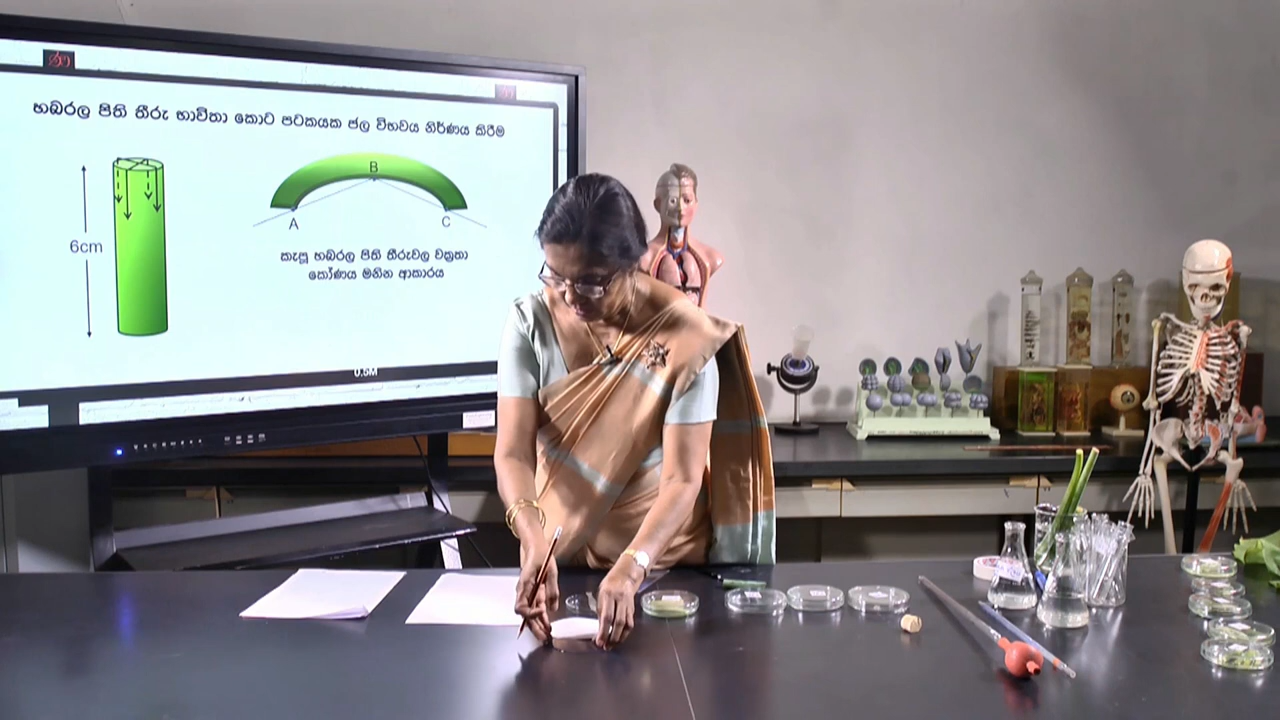 හබරල පිති තීරු භාවිතා කොට පටකයක ජල විභවය නිර්ණය කිරීම
6cm
B
A
C
කැපූ හබරල පිති තීරුවල වක්‍රතා
කෝණය මනින ආකාරය
0.5M